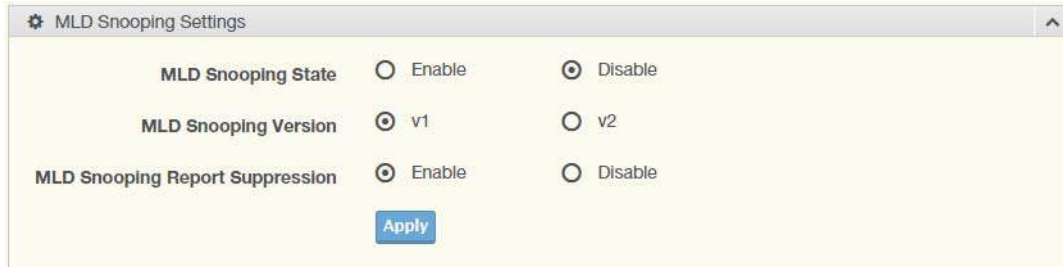 MLD Snooping Settings
MLD Snooping State Enable Disable
MLD Snooping Version v1 v2
MLD Snooping Report Suppression Enable Disable
Apply